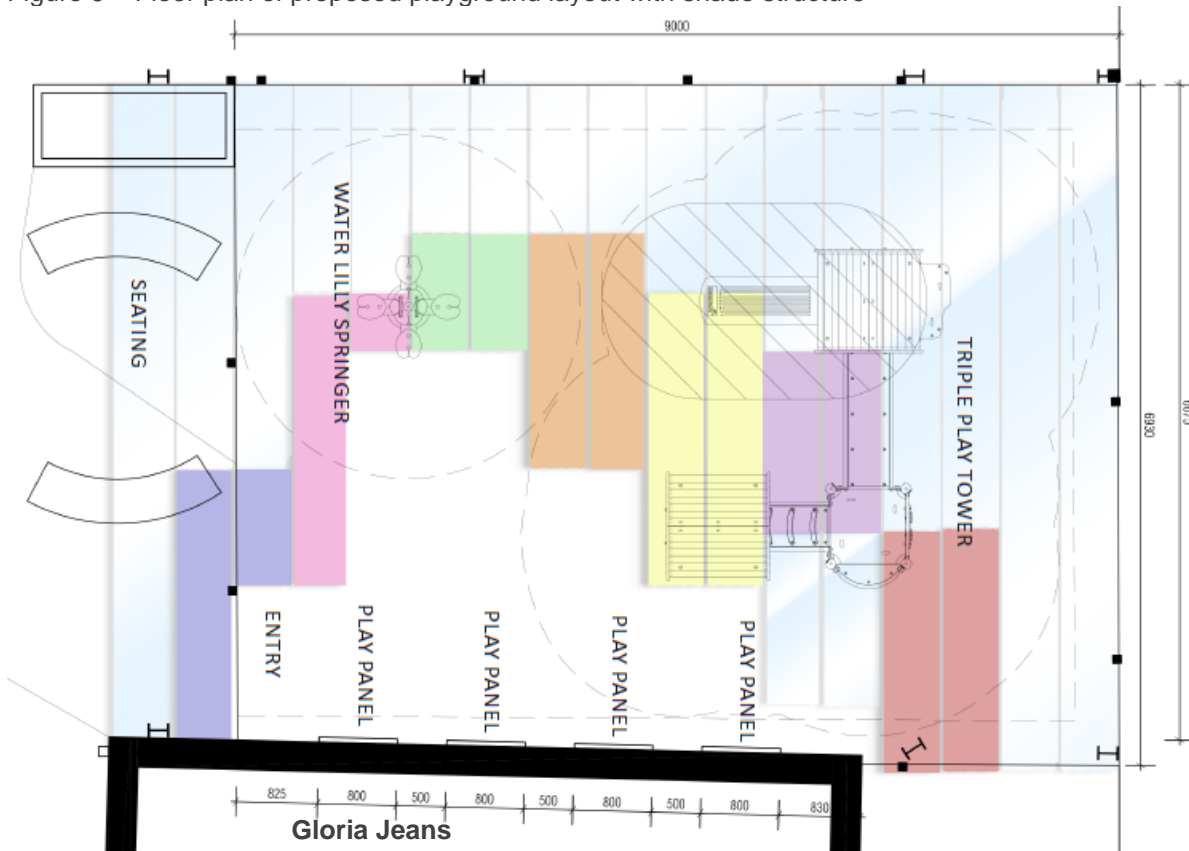 Figure – Floor plan of proposed playground layout with shade structure
9000
SEATING
WATER LILLY SPRINGER
TRIPLE PLAY TOWER
6930
ENTRY
PLAY PANEL
PLAY PANEL
PLAY PANEL
PLAY PANEL
825
800
500
800
500
800
500
800
830
Gloria Jeans